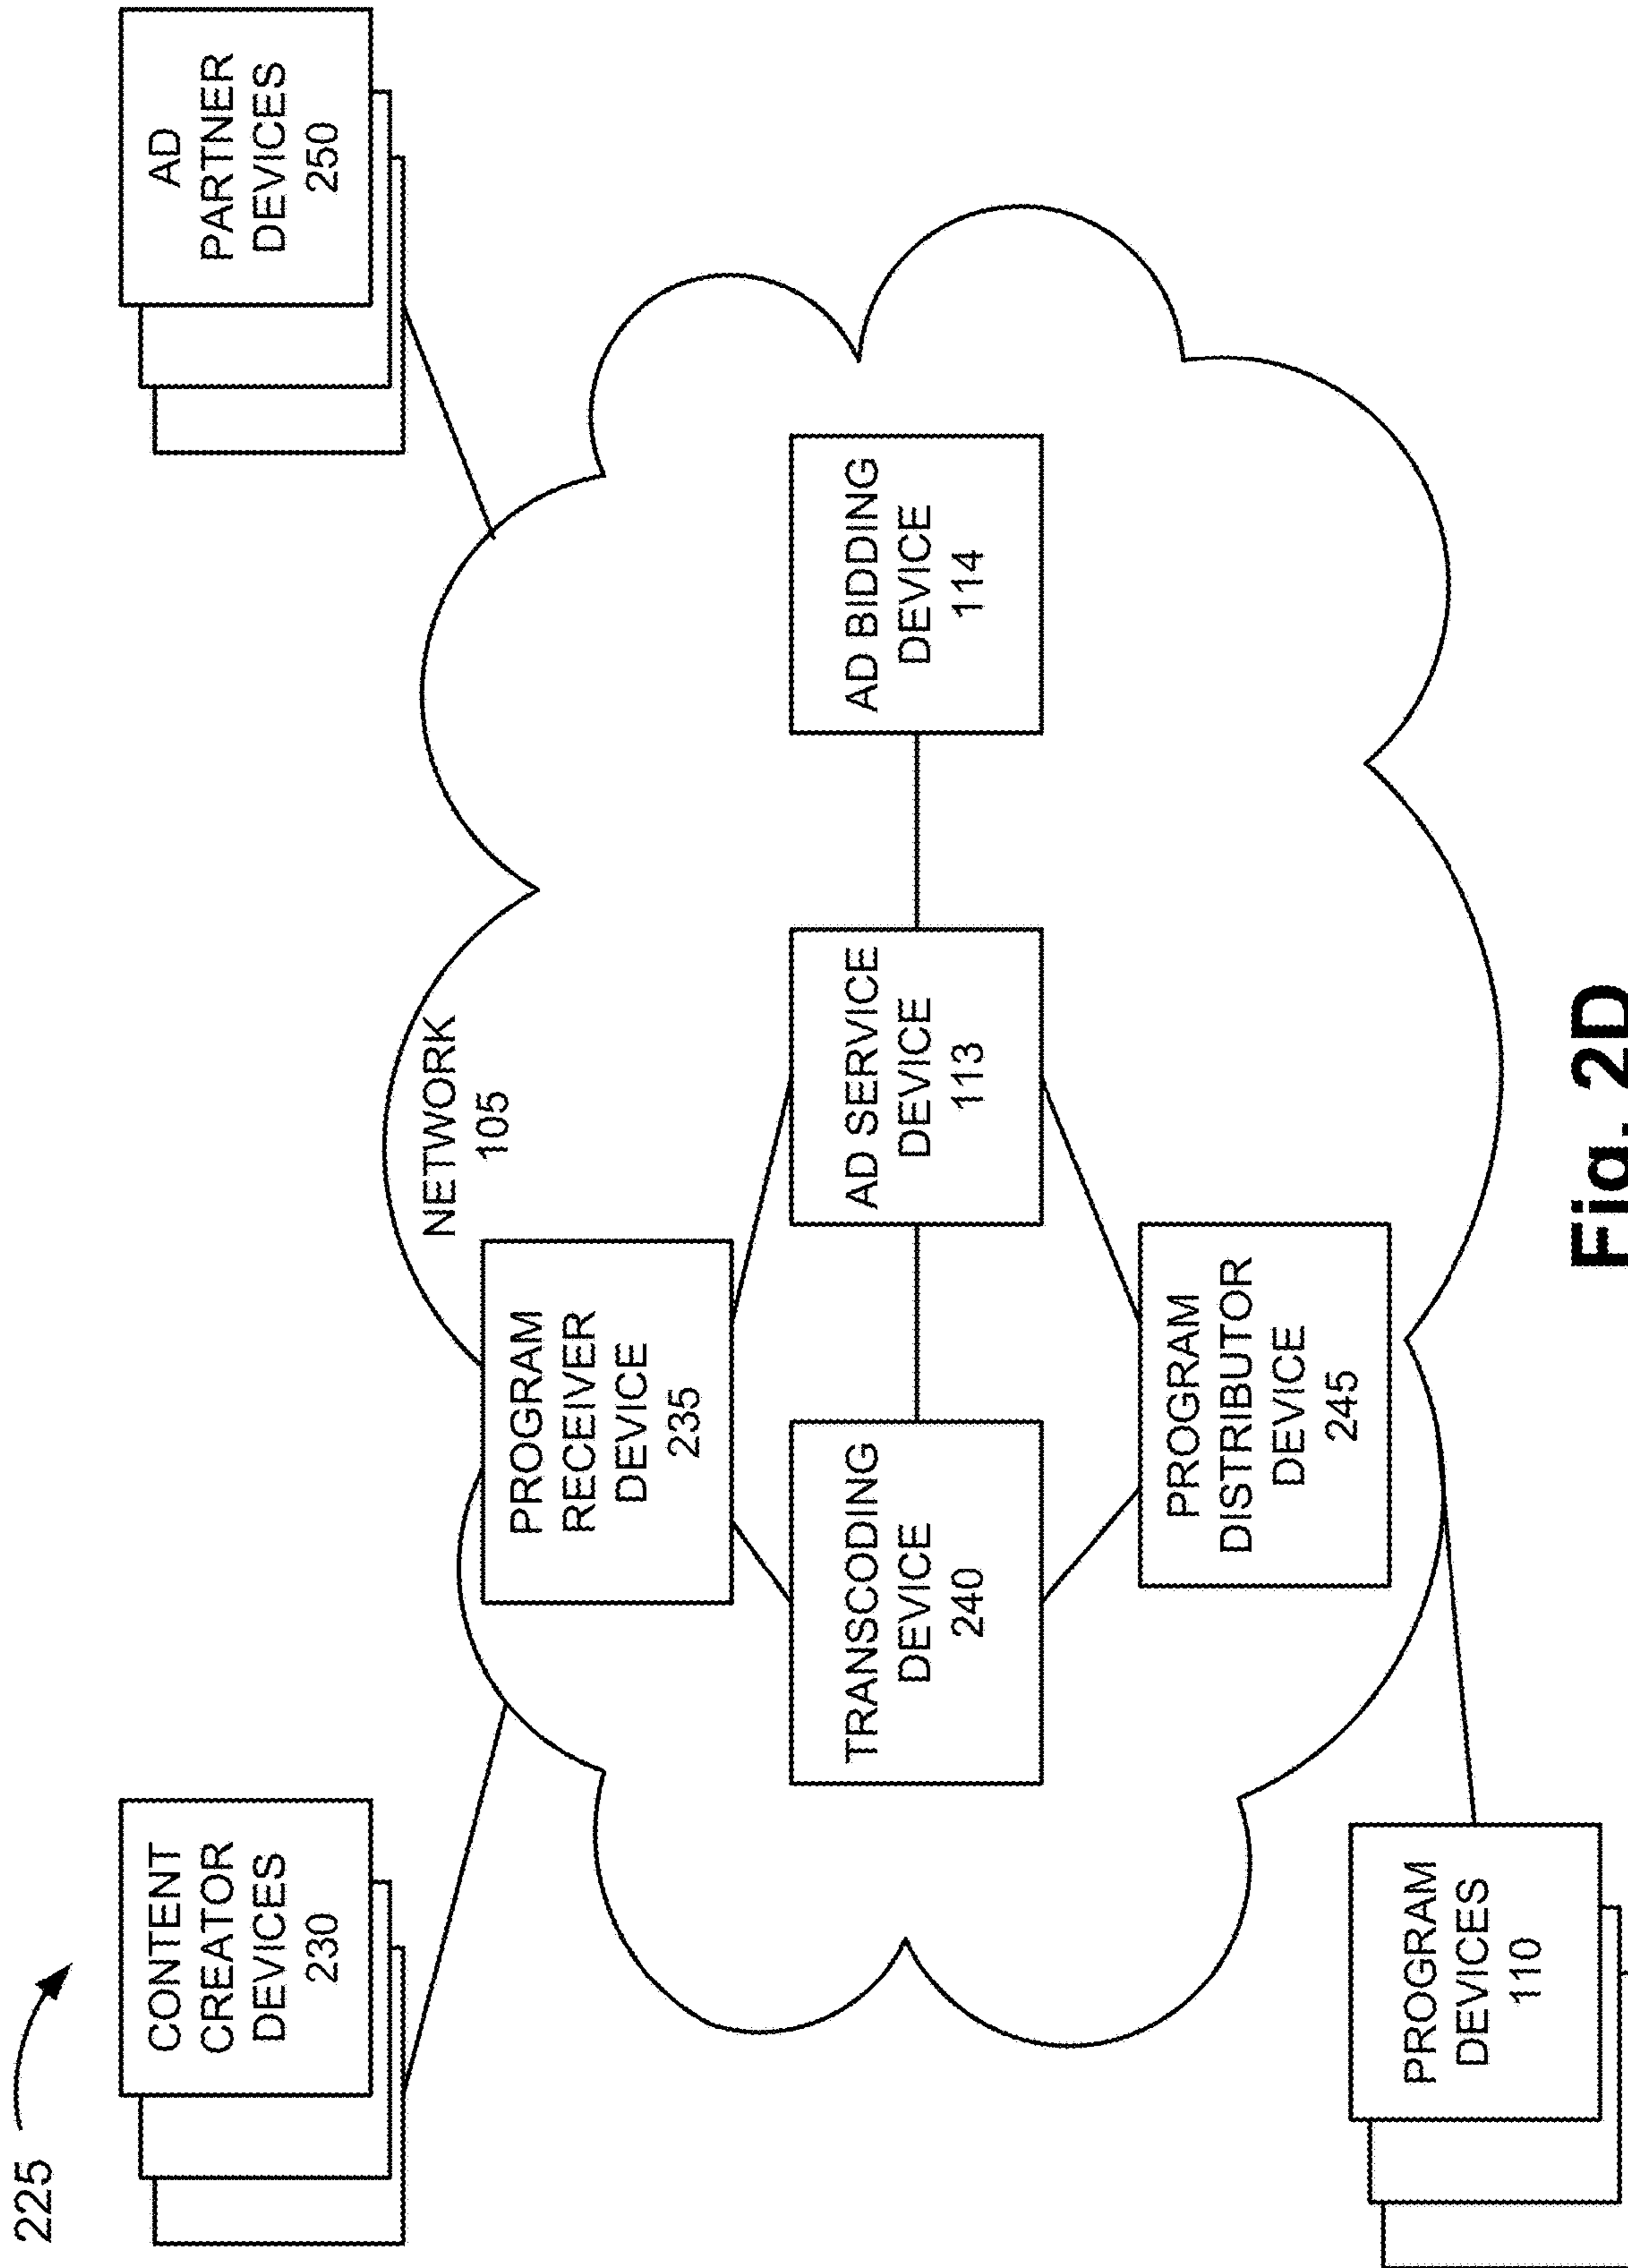 225
CONTENT
CREATOR
DEVICES
230
AD
PARTNER
DEVICES
250
NETWORK
105
PROGRAM
RECEIVER
DEVICE
235
TRANSCODING
DEVICE
240
AD SERVICE
DEVICE
113
AD BIDDING
DEVICE
114
PROGRAM
DISTRIBUTOR
DEVICE
245
PROGRAM
DEVICES
110
Fig. 2D